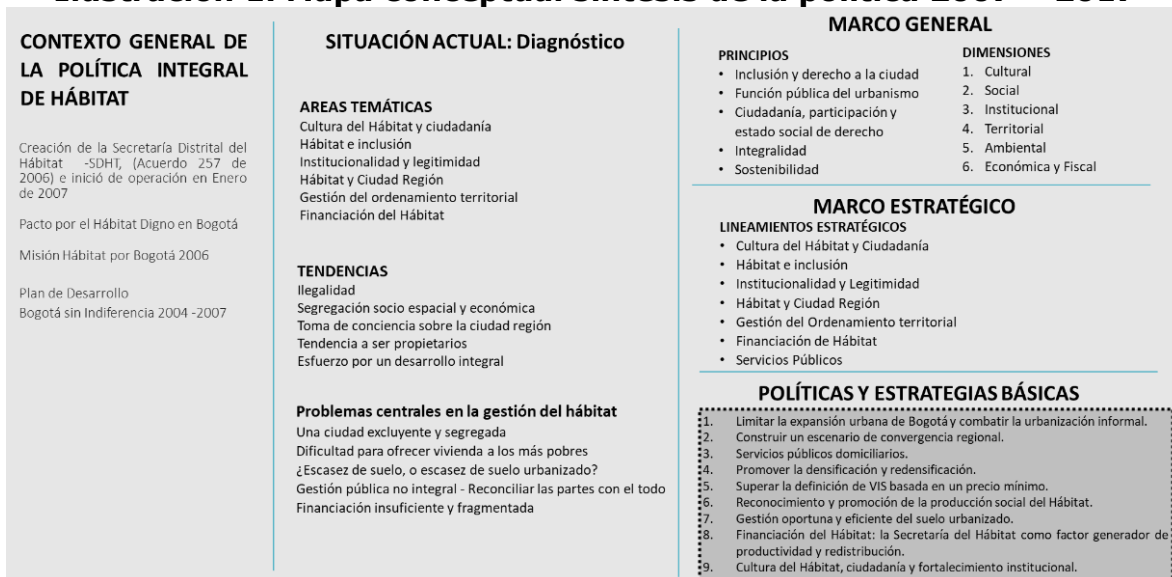 Ilustración 1. Mapa conceptual síntesis de la política 2007 – 2017
CONTEXTO GENERAL DE
LA POLÍTICA INTEGRAL
DE HÁBITAT
Creación de la Secretaría Distrital del
Hábitat -SDHT, (Acuerdo 257 de
2006) e inició de operación en Enero
de 2007
Pacto por el Hábitat Digno en Bogotá
Misión Hábitat por Bogotá 2006
Plan de Desarrollo
Bogotá sin Indiferencia 2004 -2007
SITUACIÓN ACTUAL: Diagnóstico
AREAS TEMÁTICAS
Cultura del Hábitat y ciudadanía
Hábitat e inclusión
Institucionalidad y legitimidad
Hábitat y Ciudad Región
Gestión del ordenamiento territorial
Financiación del Hábitat
TENDENCIAS
Ilegalidad
Segregación socio espacial y económica
Toma de conciencia sobre la ciudad región
Tendencia a ser propietarios
Esfuerzo por un desarrollo integral
Problemas centrales en la gestión del hábitat
Una ciudad excluyente y segregada
Dificultad para ofrecer vivienda a los más pobres
¿Escasez de suelo, o escasez de suelo urbanizado?
Gestión pública no integral - Reconciliar las partes con el todo
Financiación insuficiente y fragmentada
MARCO GENERAL
PRINCIPIOS
• Inclusión y derecho a la ciudad
• Función pública del urbanismo
• Ciudadanía, participación y
estado social de derecho
• Integralidad
• Sostenibilidad
DIMENSIONES
1. Cultural
2. Social
3. Institucional
4. Territorial
5. Ambiental
6. Económica y Fiscal
MARCO ESTRATÉGICO
LINEAMIENTOS ESTRATÉGICOS
• Cultura del Hábitat y Ciudadanía
• Hábitat e inclusión
• Institucionalidad y Legitimidad
• Hábitat y Ciudad Región
• Gestión del Ordenamiento territorial
• Financiación de Hábitat
• Servicios Públicos
POLÍTICAS Y ESTRATEGIAS BÁSICAS
1. Limitar la expansión urbana de Bogotá y combatir la urbanización informal.
2. Construir un escenario de convergencia regional.
3. Servicios públicos domiciliarios.
4. Promover la densificación y redensificación.
5. Superar la definición de VIS basada en un precio mínimo.
6. Reconocimiento y promoción de la producción social del Hábitat.
7. Gestión oportuna y eficiente del suelo urbanizado.
8. Financiación del Hábitat: la Secretaría del Hábitat como factor generador de
productividad y redistribución.
9. Cultura del Hábitat, ciudadanía y fortalecimiento institucional.